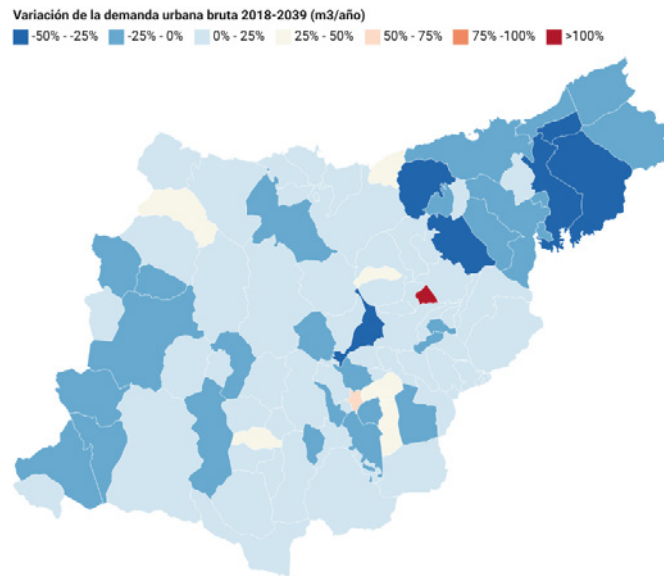 Variación de la demanda urbana bruta 2018-2039 (m3/año)
-50% - -25% -25% - 0% 0% - 25% 25% - 50% 50% - 75% 75% -100% >100%